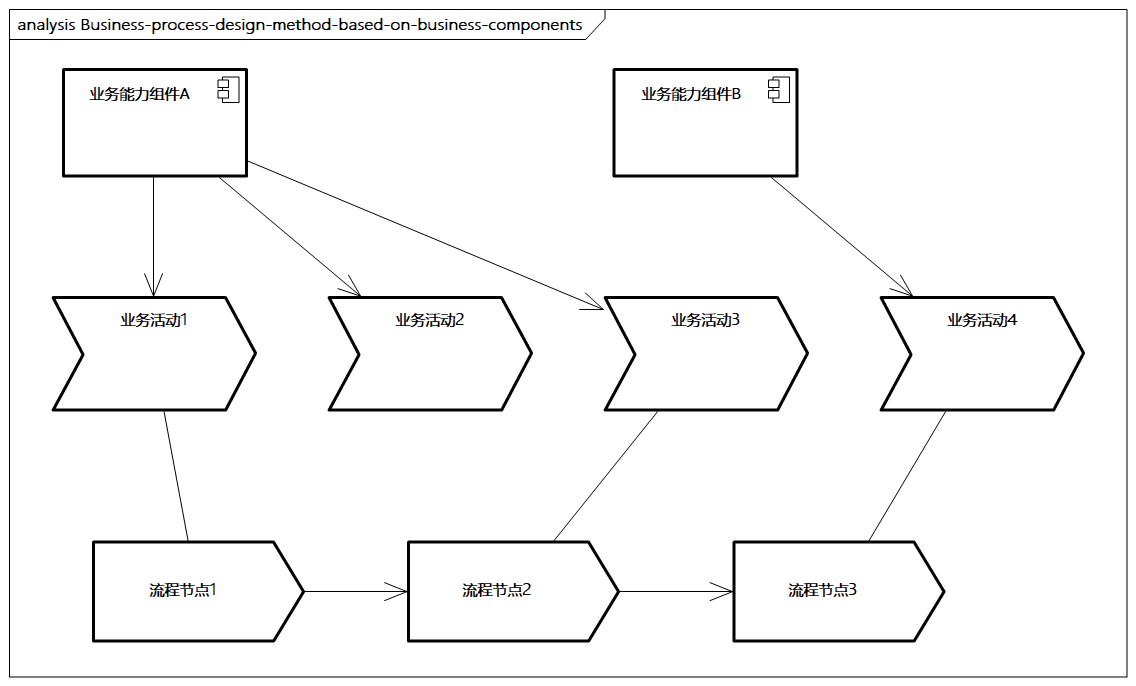 analysis Business-process-design-method-based-on-business-components
业务能力组件A
业务能力组件B
业务活动1
业务活动2
业务活动3
业务活动4
流程节点1
流程节点2
流程节点3